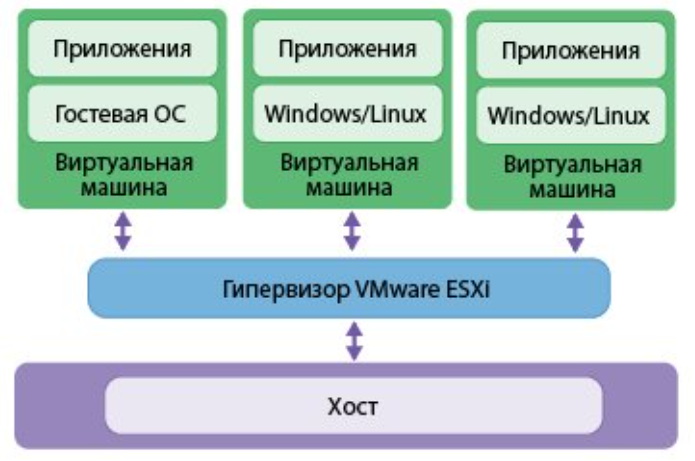 Приложения
Гостевая ОС
Виртуальная
машина
Приложения
Windows/Linux
Виртуальная
машина
Приложения
Windows/Linux
Виртуальная
машина
Гипервизор VMware ESXi
Хост